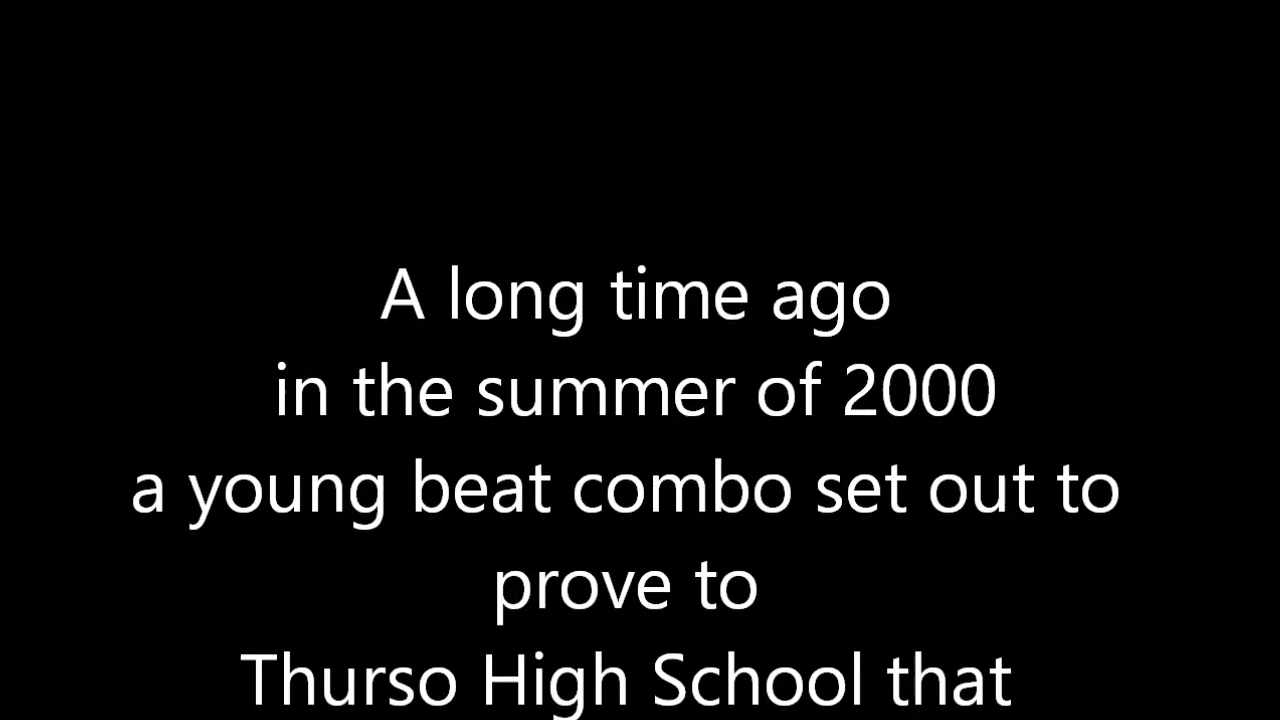 A long time ago
in the summer of 2000
a young beat combo set out to
prove to
Thurso High School that